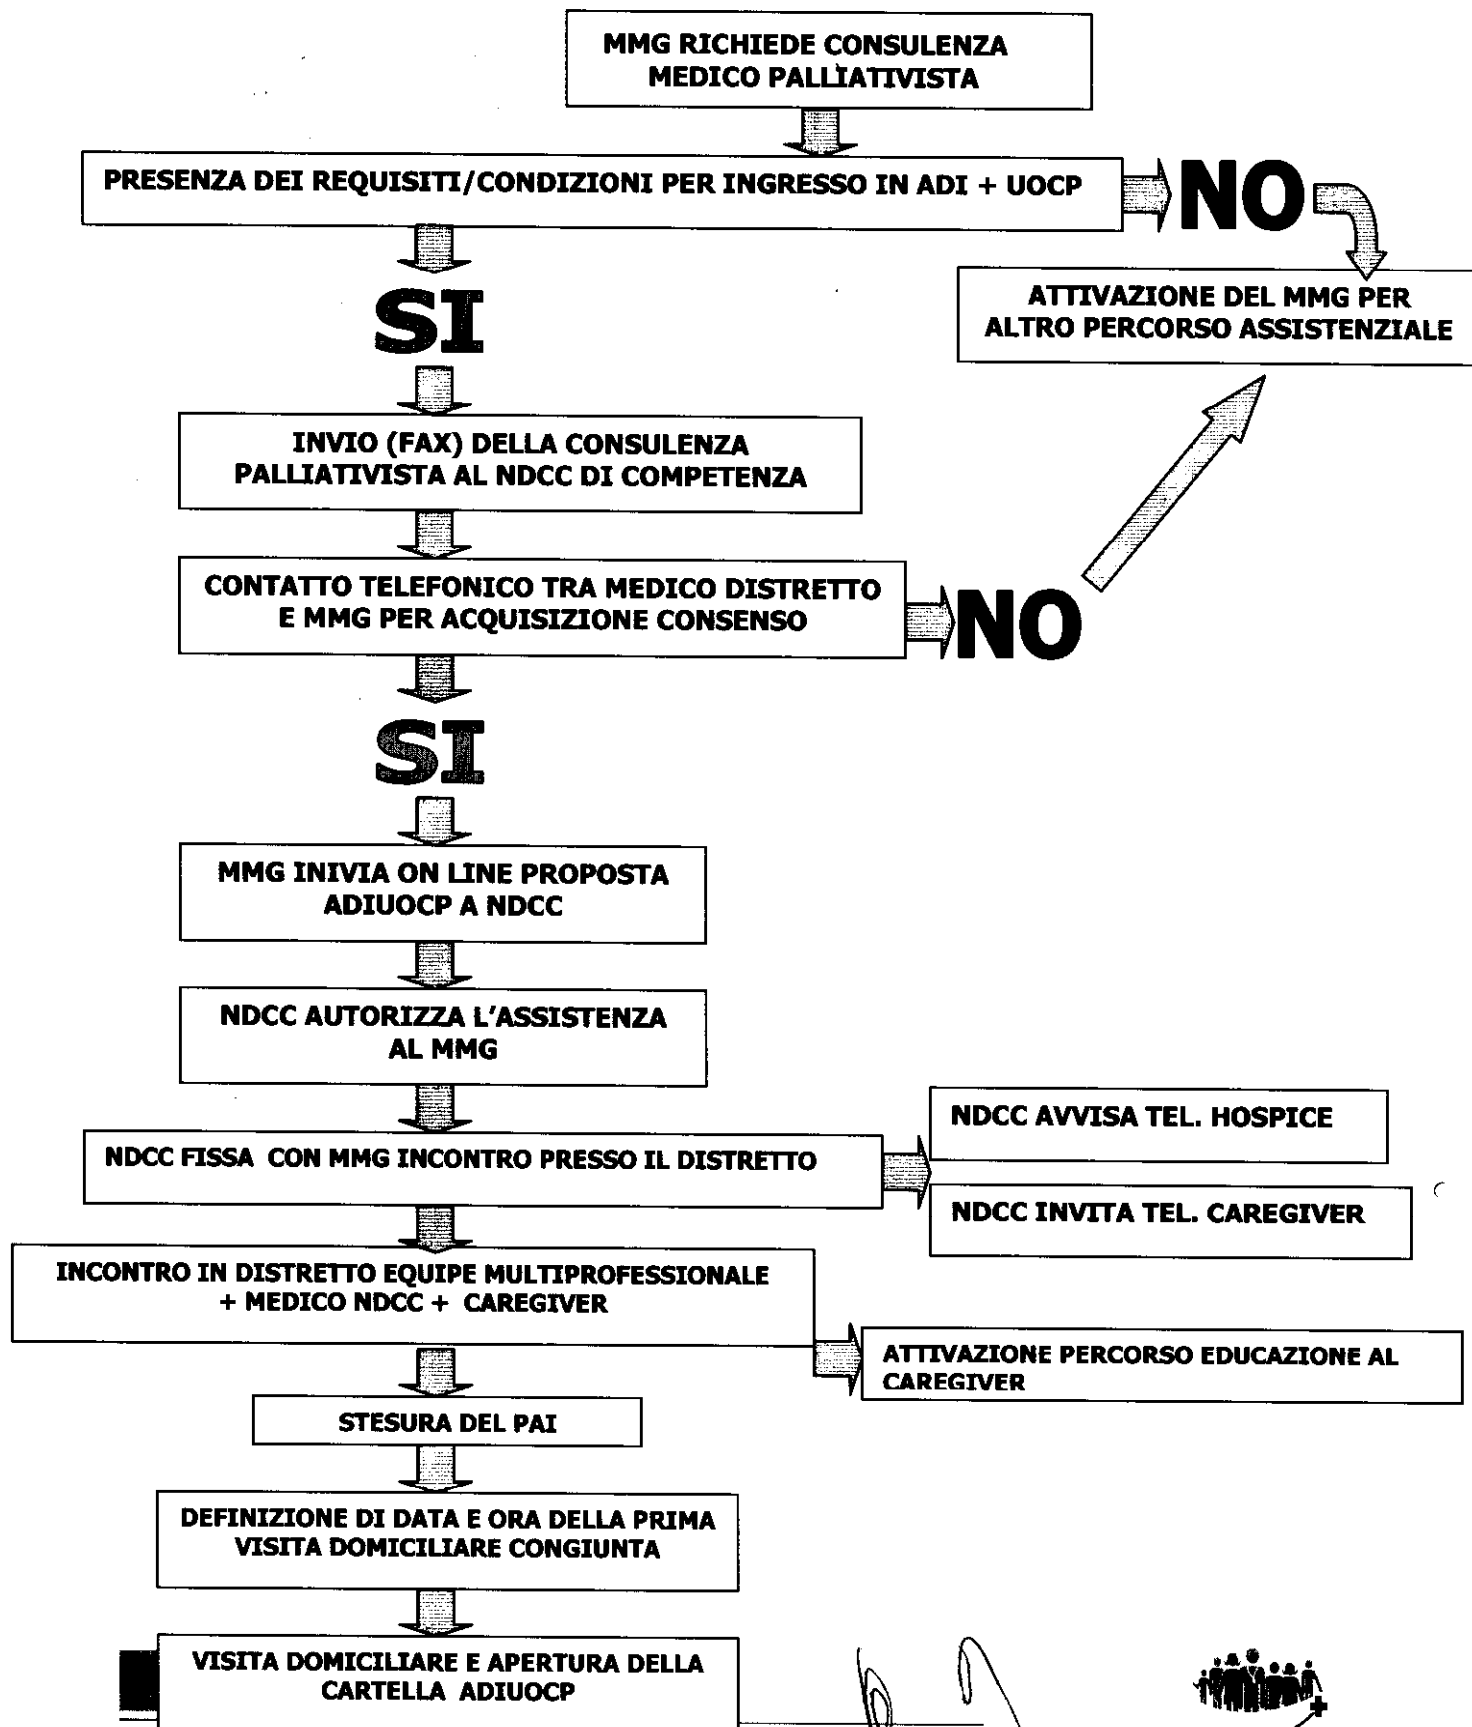 MMG RICHIEDE CONSULENZA
MEDICO PALLIATIVISTA
PRESENZA DEI REQUISITI/CONDIZIONI PER INGRESSO IN ADI + UOCP
NO
ATTIVAZIONE DEL MMG PER
ALTRO PERCORSO ASSISTENZIALE
SI
INVIO (FAX) DELLA CONSULENZA
PALLIATIVISTA AL NDCC DI COMPETENZA
CONTATTO TELEFONICO TRA MEDICO DISTRETTO
E MMG PER ACQUISIZIONE CONSENSO
NO
SI
MMG INIVIA ON LINE PROPOSTA
ADIUOCP A NDCC
NDCC AUTORIZZA L'ASSISTENZA
AL MMG
NDCC FISSA CON MMG INCONTRO PRESSO IL DISTRETTO
NDCC AVVISA TEL. HOSPICE
NDCC INVITA TEL. CAREGIVER
INCONTRO IN DISTRETTO EQUIPE MULTIPROFESSIONALE
+ MEDICO NDCC + CAREGIVER
ATTIVAZIONE PERCORSO EDUCAZIONE AL
CAREGIVER
STESURA DEL PAI
DEFINIZIONE DI DATA E ORA DELLA PRIMA
VISITA DOMICILIARE CONGIUNTA
VISITA DOMICILIARE E APERTURA DELLA
CARTELLA ADIUOCP